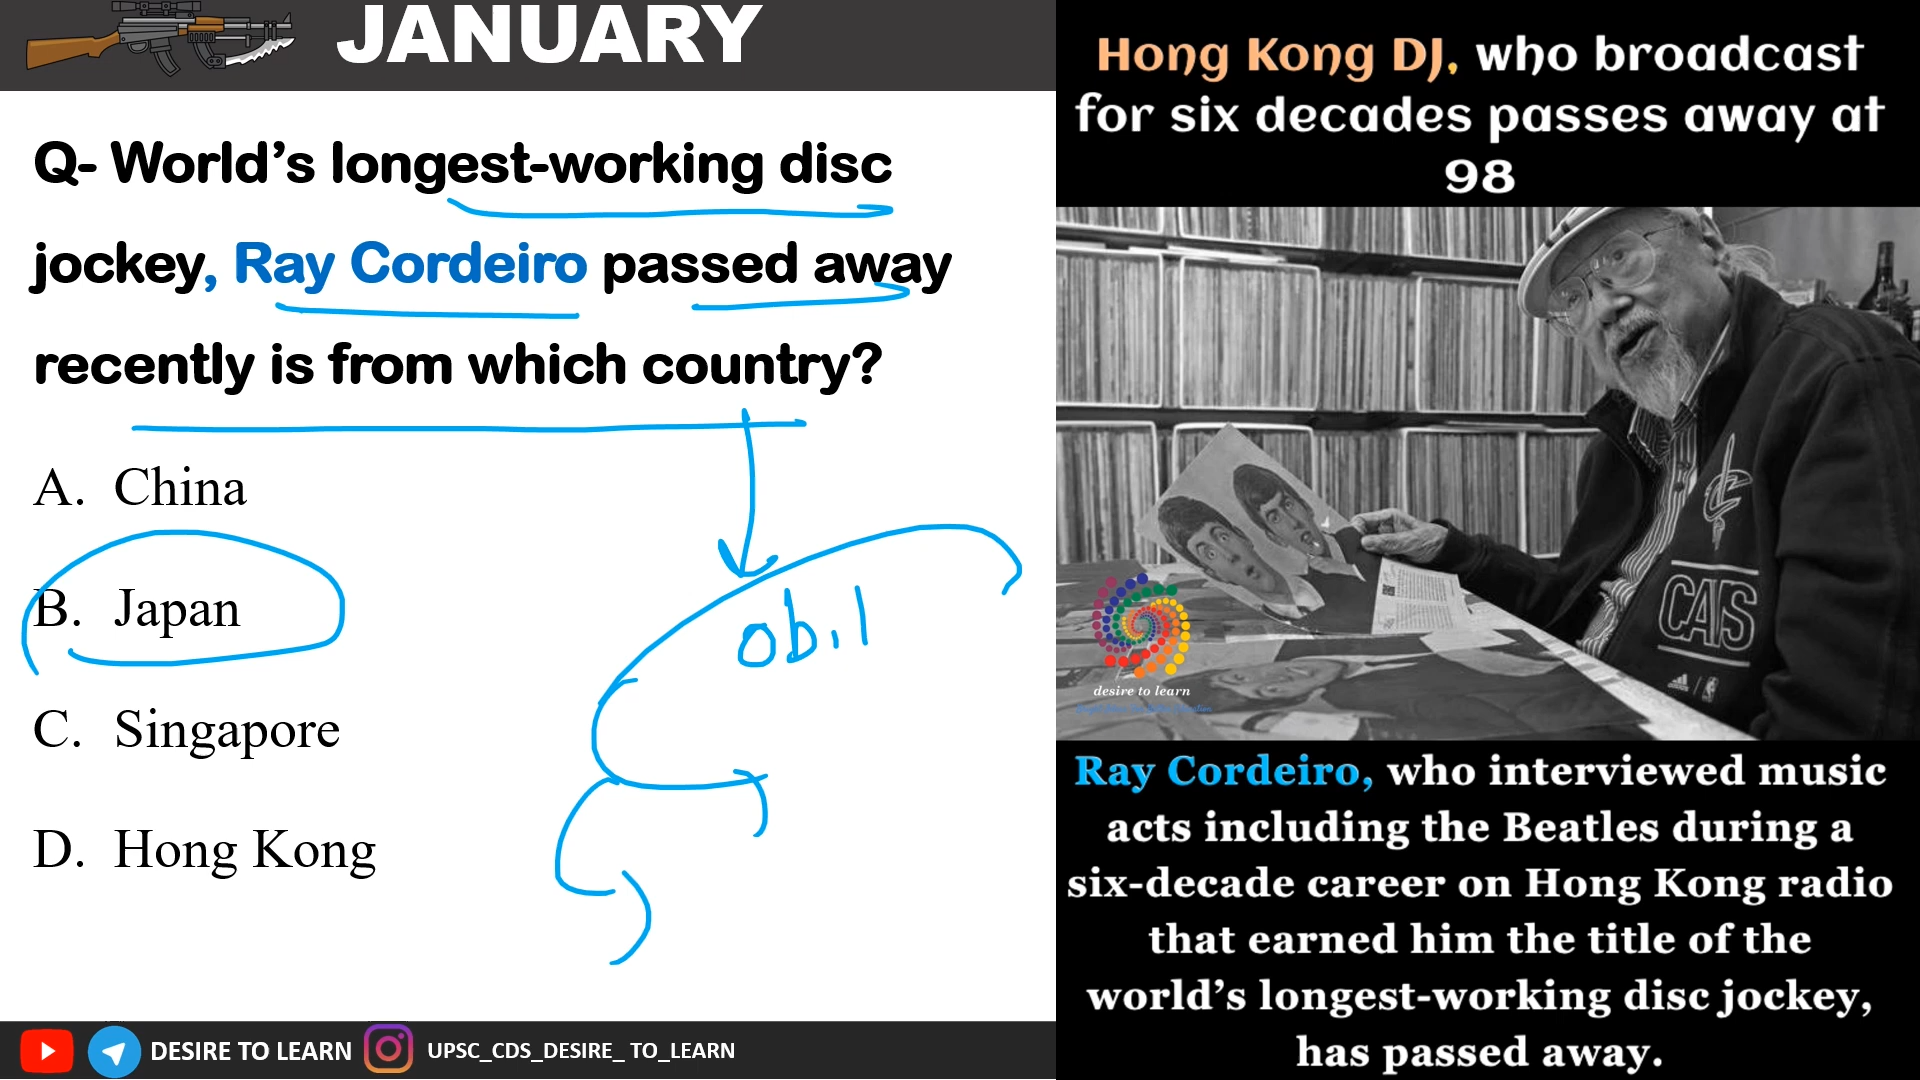 JANUARY
Q- World's longest-working disc
jockey, Ray Cordeiro passed away
recently is from which country?
A. China
B. Japan
C. Singapore
D. Hong Kong
DESIRE TO LEARN
UPSC_CDS_DESIRE_ TO_LEARN
Hong Kong DJ, who broadcast
for six decades passes away at
98
CAVS
desire to learn
Ray Cordeiro, who interviewed music
acts including the Beatles during a
six-decade career on Hong Kong radio
that earned him the title of the
world's longest-working disc jockey,
has passed away.